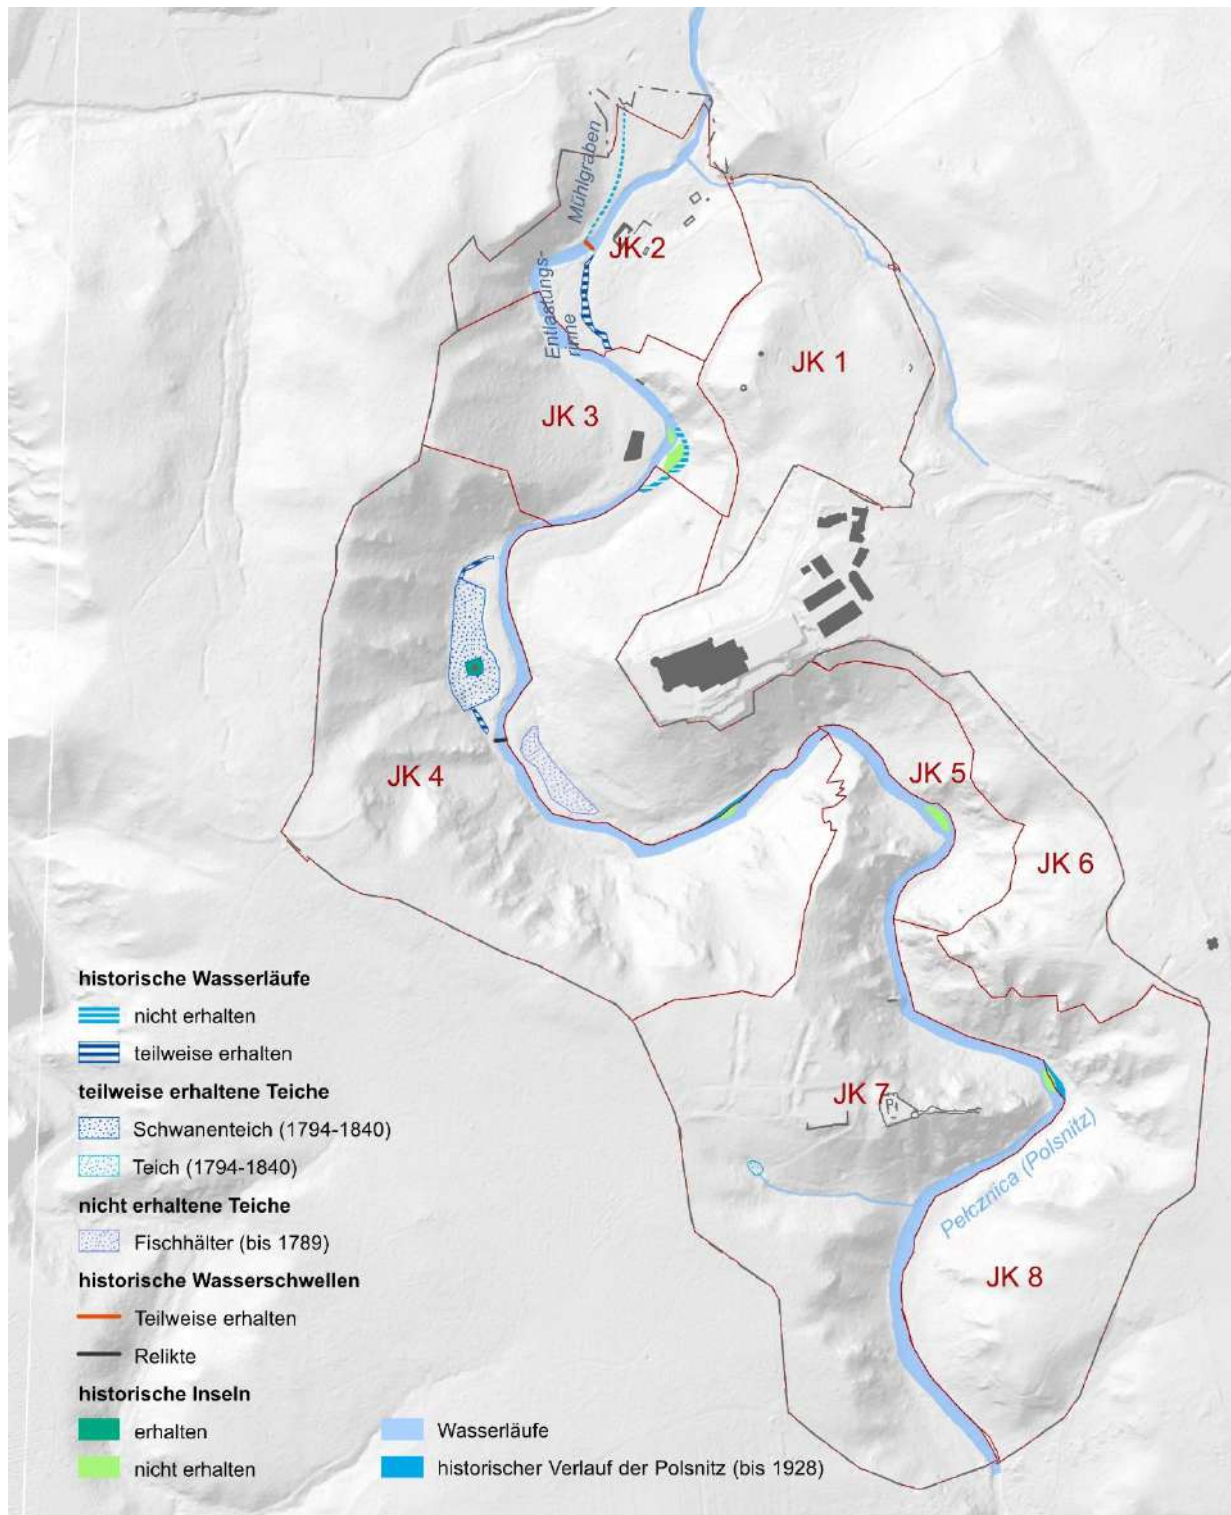 Mühlgraben
JK 2
Entlastungs-
rinne
JK 1
JK 3
JK 4
JK 5
JK 6
JK 7
Pełcznica (Polsnitz)
JK 8
historische Wasserläufe
nicht erhalten
teilweise erhalten
teilweise erhaltene Teiche
Schwanenteich (1794-1840)
Teich (1794-1840)
nicht erhaltene Teiche
Fischhälter (bis 1789)
historische Wasserschwellen
Teilweise erhalten
Relikte
historische Inseln
erhalten
nicht erhalten
Wasserläufe
historischer Verlauf der Polsnitz (bis 1928)